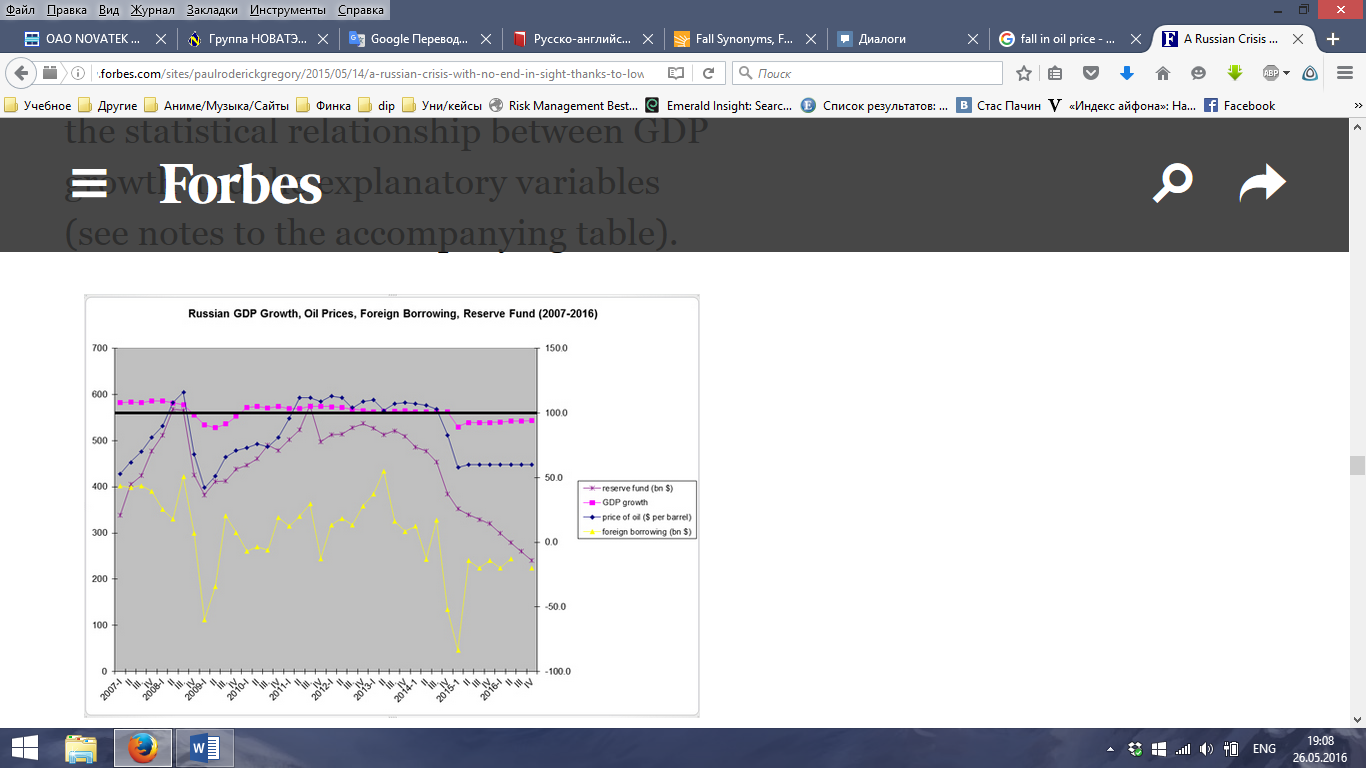 Файл Правка Вид Журнал Закладки Инструменты Справка
ОАО NOVATEK ... Группа НОВАТЭ... Google Перевод... Русско-английс... Fall Synonyms, F... Диалоги fall in oil price - ... A Russian Crisis ...
.forbes.com/sites/paulroderickgregory/2015/05/14/a-russian-crisis-with-no-end-in-sight-thanks-to-low Поиск ABP
Учебное Другие Аниме/Музыка/Сайты Финка dip Уни/кейсы Risk Management Best... Emerald Insight: Searc... Список результатов: ... Стас Пачин «Индекс айфона»: На... Facebook »
the statistical relationship between GDP
Forbes explanatory variables
(see notes to the accompanying table).
Russian GDP Growth, Oil Prices, Foreign Borrowing, Reserve Fund (2007-2016)
700 150.0
600
100.0
500
400 50.0
300 0.0
200
-50.0
100
0 -100.0
reserve fund (bn $)
GDP growth
price of oil ($ per barrel)
foreign borrowing (bn $)
2007-I II III. IV 2008-I II III. IV 2009-I II III. IV 2010-I II III. IV 2011-I II III. IV 2012-I II III. IV 2013-I II III. IV 2014-1 II III. IV 2015-1 II III. IV 2016-I II III IV
ENG 19:08
26.05.2016